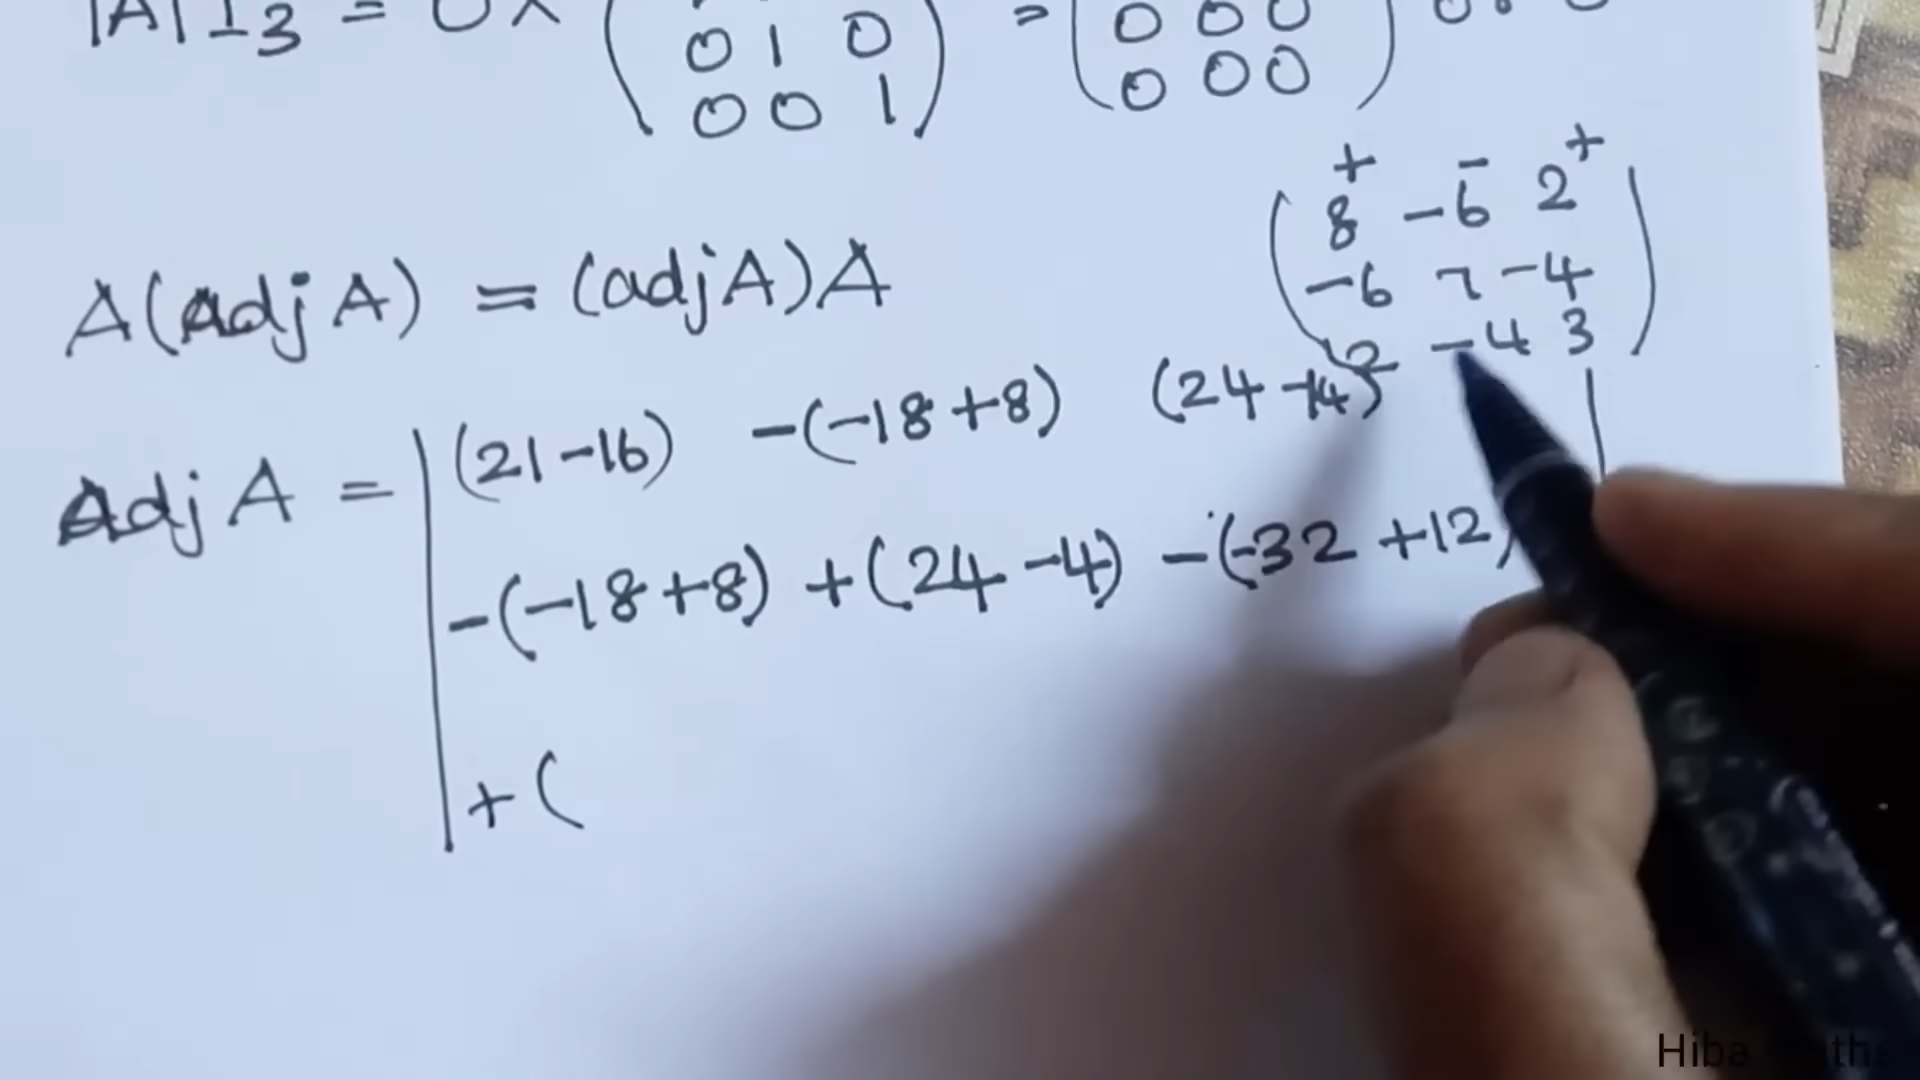 |A| I3 = 0 × ( 0 1 0 = ( 0 0 0
0 0 1 ) 0 0 0 )
+ - +
( 8 -6 2
-6 7 -4
2 -4 3 )
A(Adj A) = (adj A) A
Adj A = | (21-16) -(-18+8) (24-14) |
-(-18+8) +(24-4) -(-32+12)
+(
Hiba